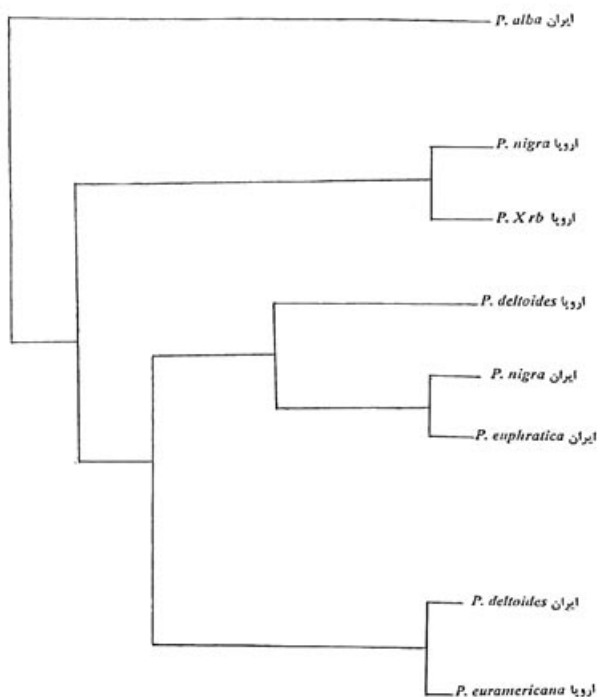 P. alba ایران
P. nigra اروپا
P. X rb اروپا
P. deltoides اروپا
P. nigra ایران
P. euphratica ایران
P. deltoides ایران
P. euramericana اروپا